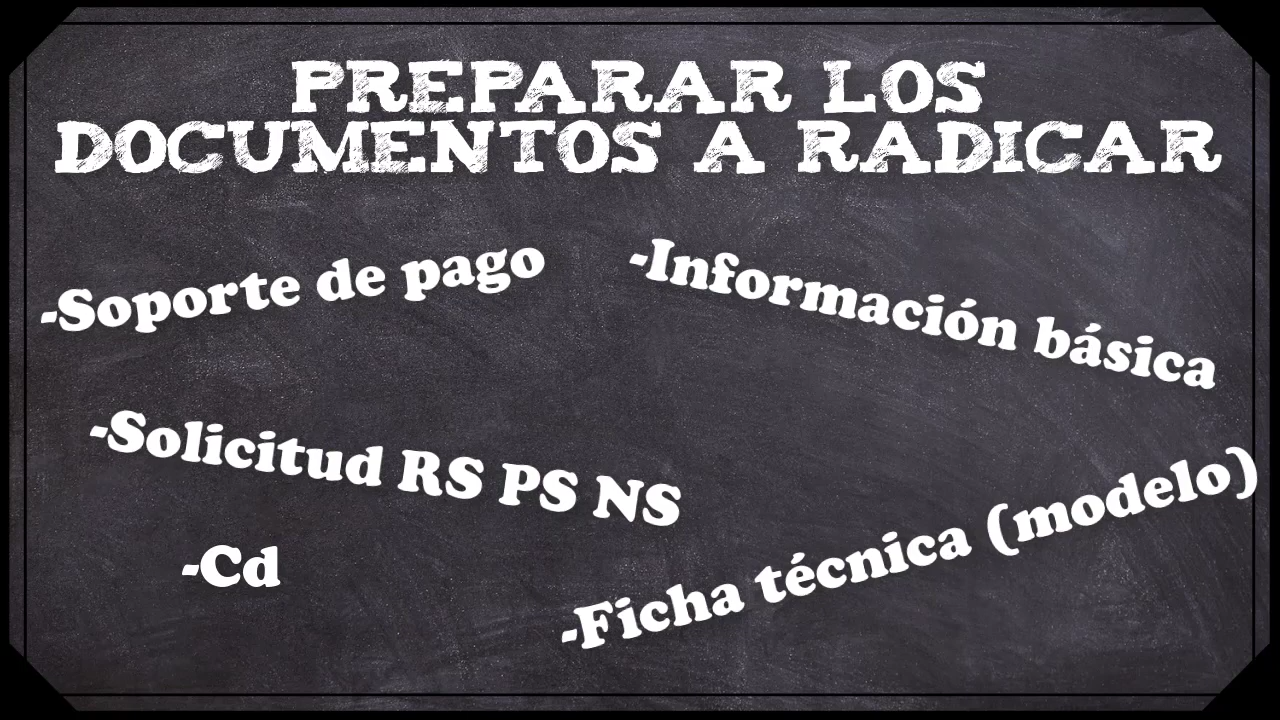 PREPARAR LOS
DOCUMENTOS A RADICAR
-Soporte de pago
-Información básica
-Solicitud RS PS NS
-Cd
-Ficha técnica (modelo)